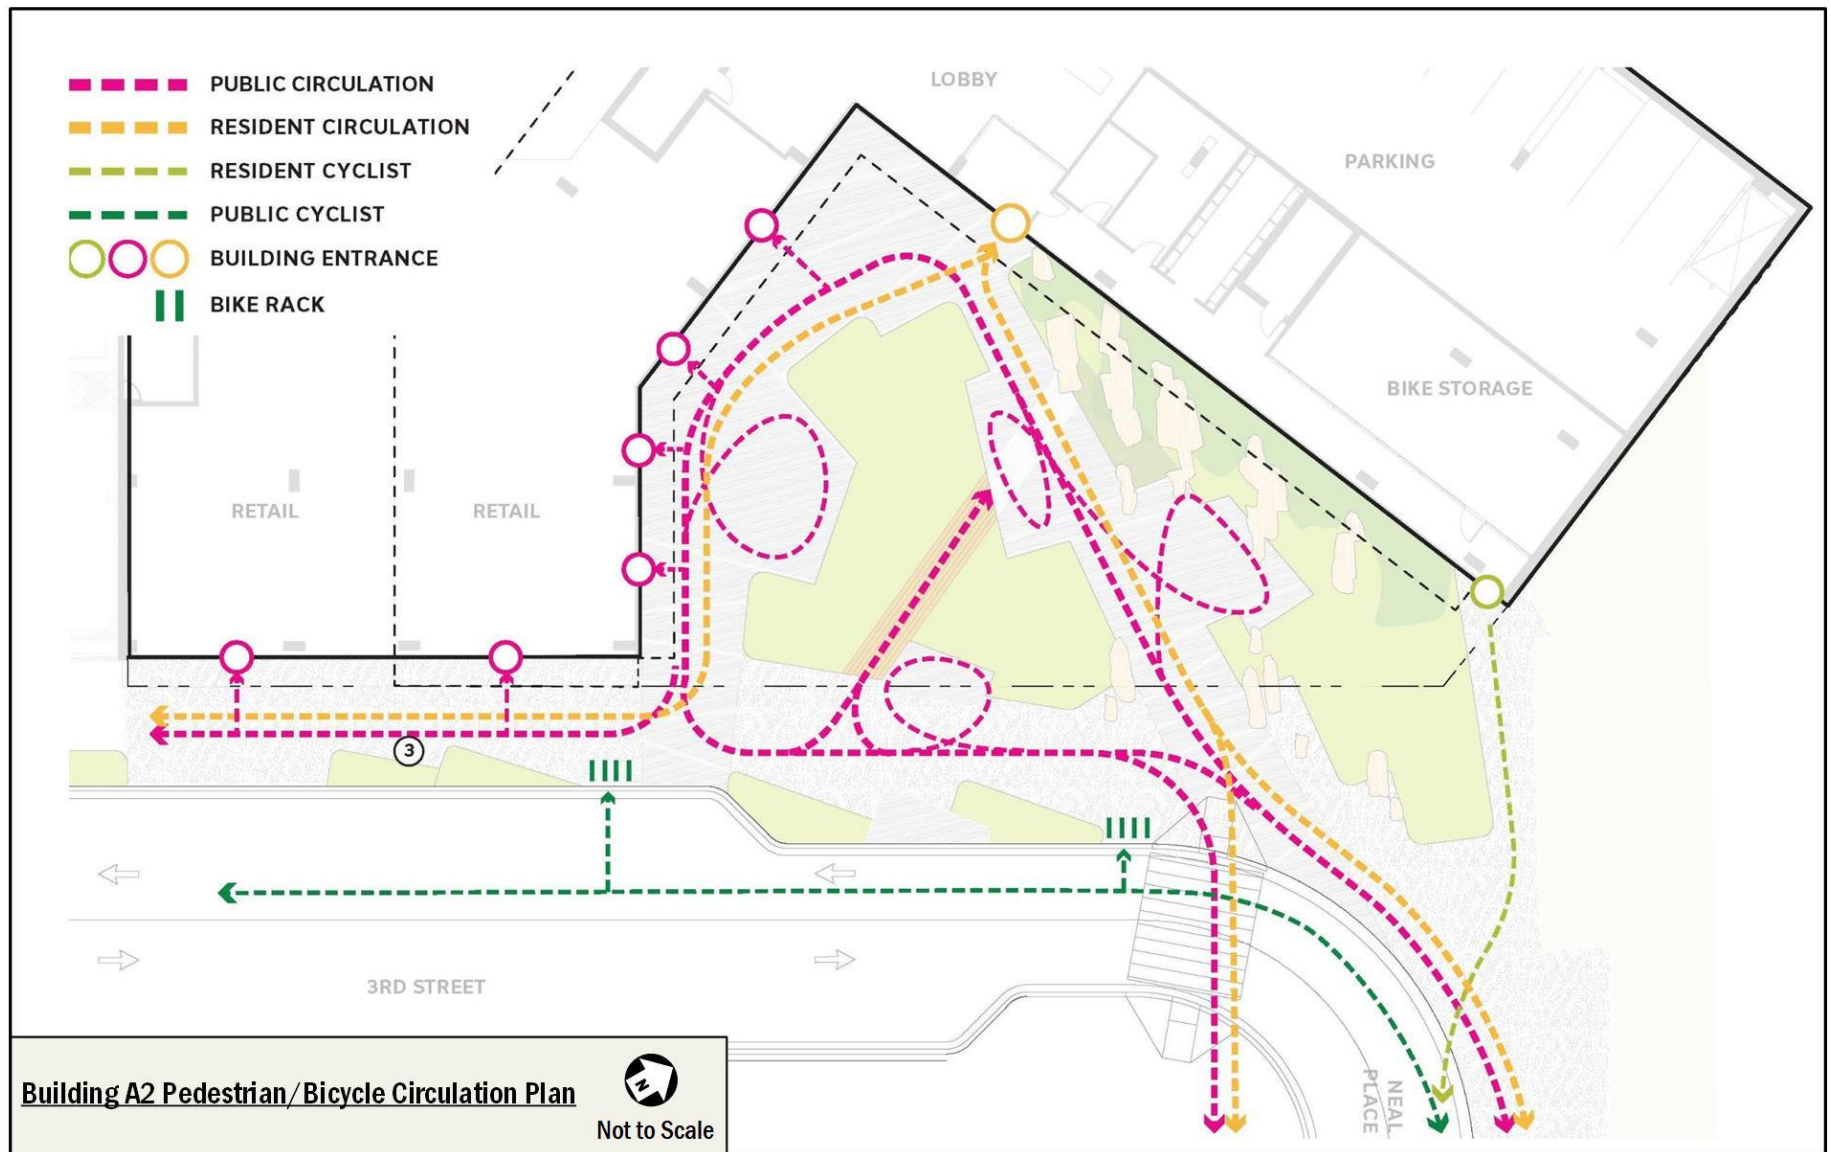 PUBLIC CIRCULATION
RESIDENT CIRCULATION
RESIDENT CYCLIST
PUBLIC CYCLIST
BUILDING ENTRANCE
BIKE RACK
LOBBY
PARKING
BIKE STORAGE
RETAIL
RETAIL
3
3RD STREET
NEAL
PLACE
Building A2 Pedestrian/Bicycle Circulation Plan
N
Not to Scale